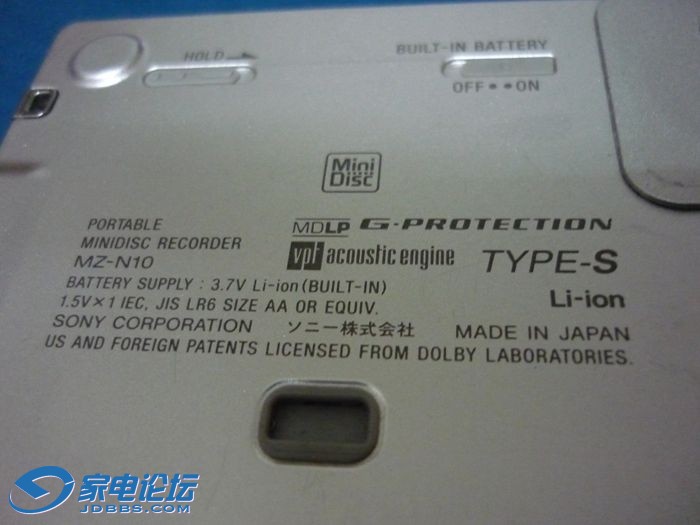 HOLD
BUILT-IN BATTERY
OFF ●●ON
Mini
Disc
PORTABLE
MINIDISC RECORDER
MZ-N10
MDLP G-PROTECTION
vpt acoustic engine TYPE-S
Li-ion
BATTERY SUPPLY : 3.7V Li-ion (BUILT-IN)
1.5V×1 IEC, JIS LR6 SIZE AA OR EQUIV.
SONY CORPORATION ソニー株式会社 MADE IN JAPAN
US AND FOREIGN PATENTS LICENSED FROM DOLBY LABORATORIES.
家电论坛
JDBBS.COM